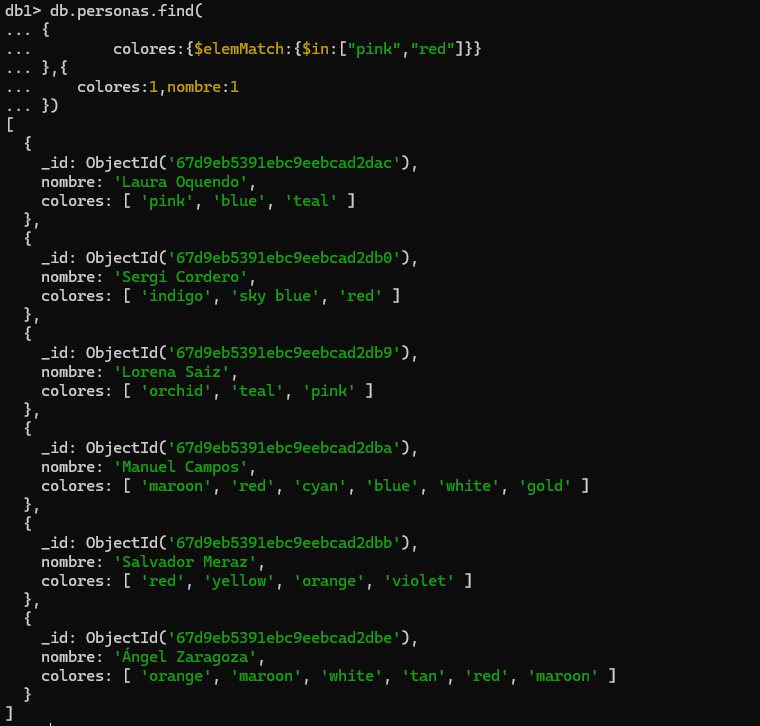 db1> db.personas.find(
... {
...         colores:{$elemMatch:{$in:["pink","red"]}}
... },{
...     colores:1,nombre:1
... })
[
  {
    _id: ObjectId('67d9eb5391ebc9eebcad2dac'),
    nombre: 'Laura Oquendo',
    colores: [ 'pink', 'blue', 'teal' ]
  },
  {
    _id: ObjectId('67d9eb5391ebc9eebcad2db0'),
    nombre: 'Sergi Cordero',
    colores: [ 'indigo', 'sky blue', 'red' ]
  },
  {
    _id: ObjectId('67d9eb5391ebc9eebcad2db9'),
    nombre: 'Lorena Saiz',
    colores: [ 'orchid', 'teal', 'pink' ]
  },
  {
    _id: ObjectId('67d9eb5391ebc9eebcad2dba'),
    nombre: 'Manuel Campos',
    colores: [ 'maroon', 'red', 'cyan', 'blue', 'white', 'gold' ]
  },
  {
    _id: ObjectId('67d9eb5391ebc9eebcad2dbb'),
    nombre: 'Salvador Meraz',
    colores: [ 'red', 'yellow', 'orange', 'violet' ]
  },
  {
    _id: ObjectId('67d9eb5391ebc9eebcad2dbe'),
    nombre: 'Ángel Zaragoza',
    colores: [ 'orange', 'maroon', 'white', 'tan', 'red', 'maroon' ]
  }
]